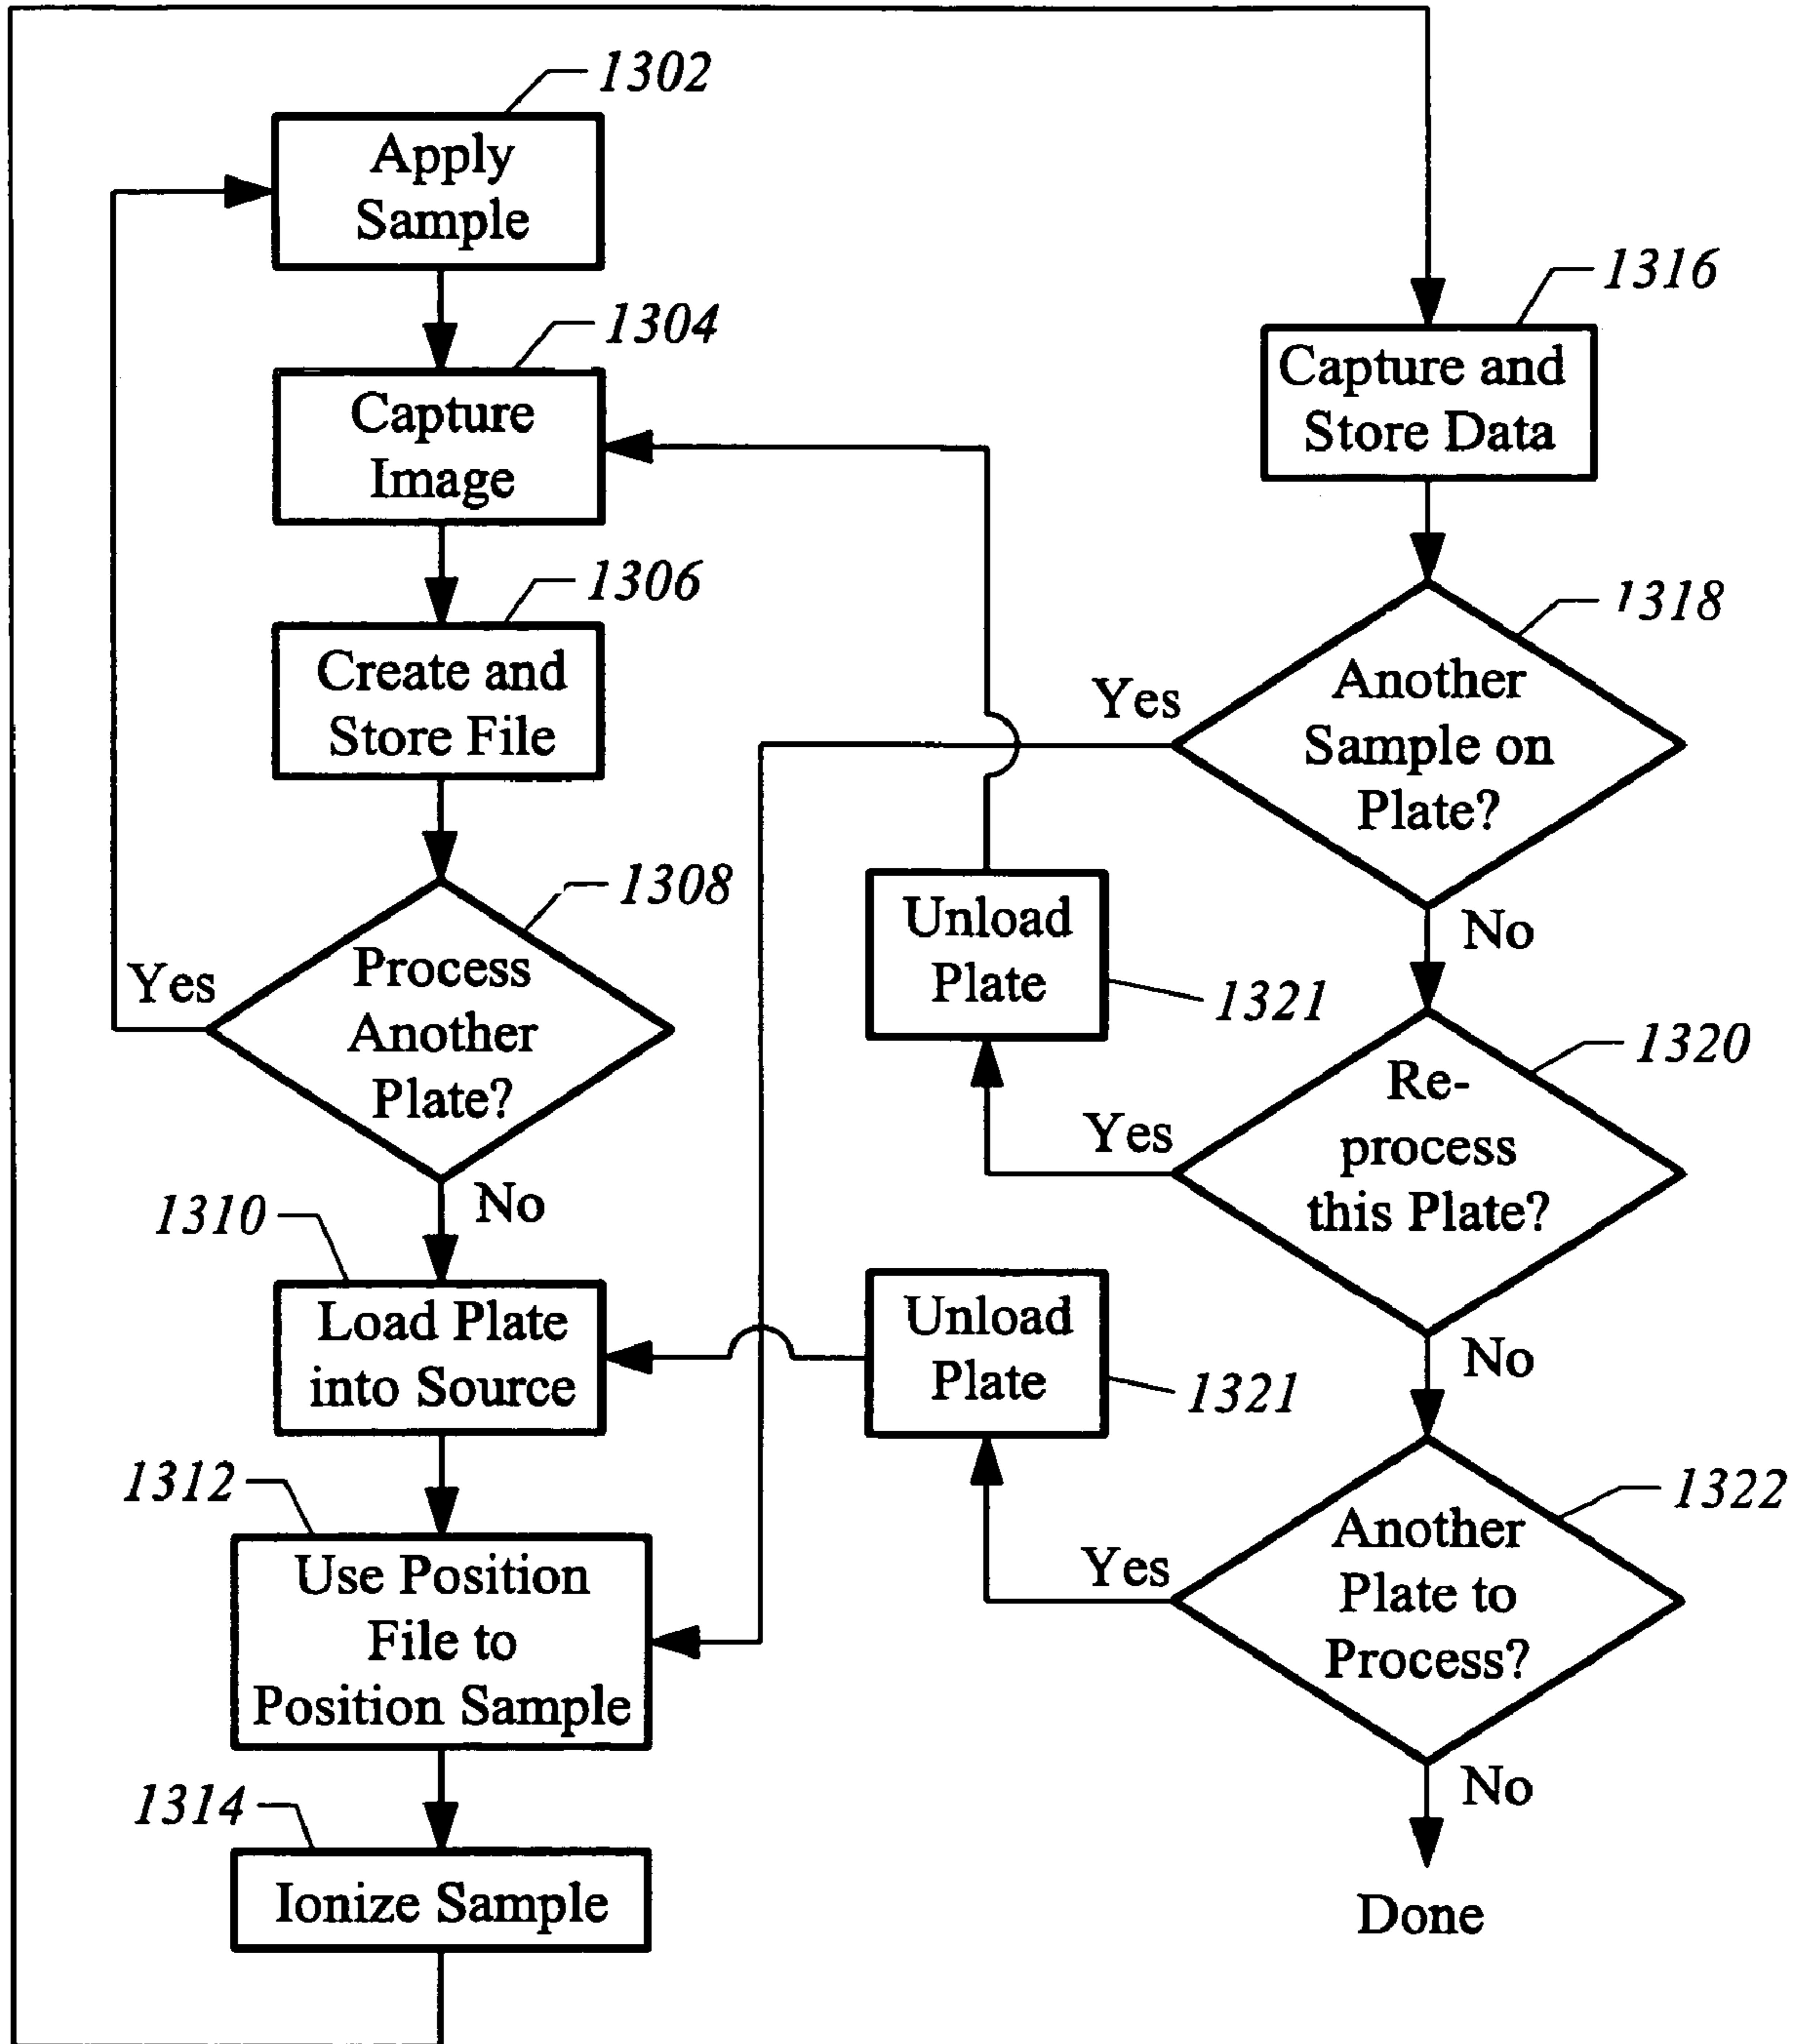 1302
Apply
Sample
1304
Capture
Image
1306
Create and
Store File
1308
Process
Another
Plate?
Yes
No
1310
Load Plate
into Source
1312
Use Position
File to
Position Sample
1314
Ionize Sample
1316
Capture and
Store Data
1318
Another
Sample on
Plate?
Yes
No
Unload
Plate
1321
1320
Re-
process
this Plate?
Yes
No
Unload
Plate
1321
1322
Another
Plate to
Process?
Yes
No
Done